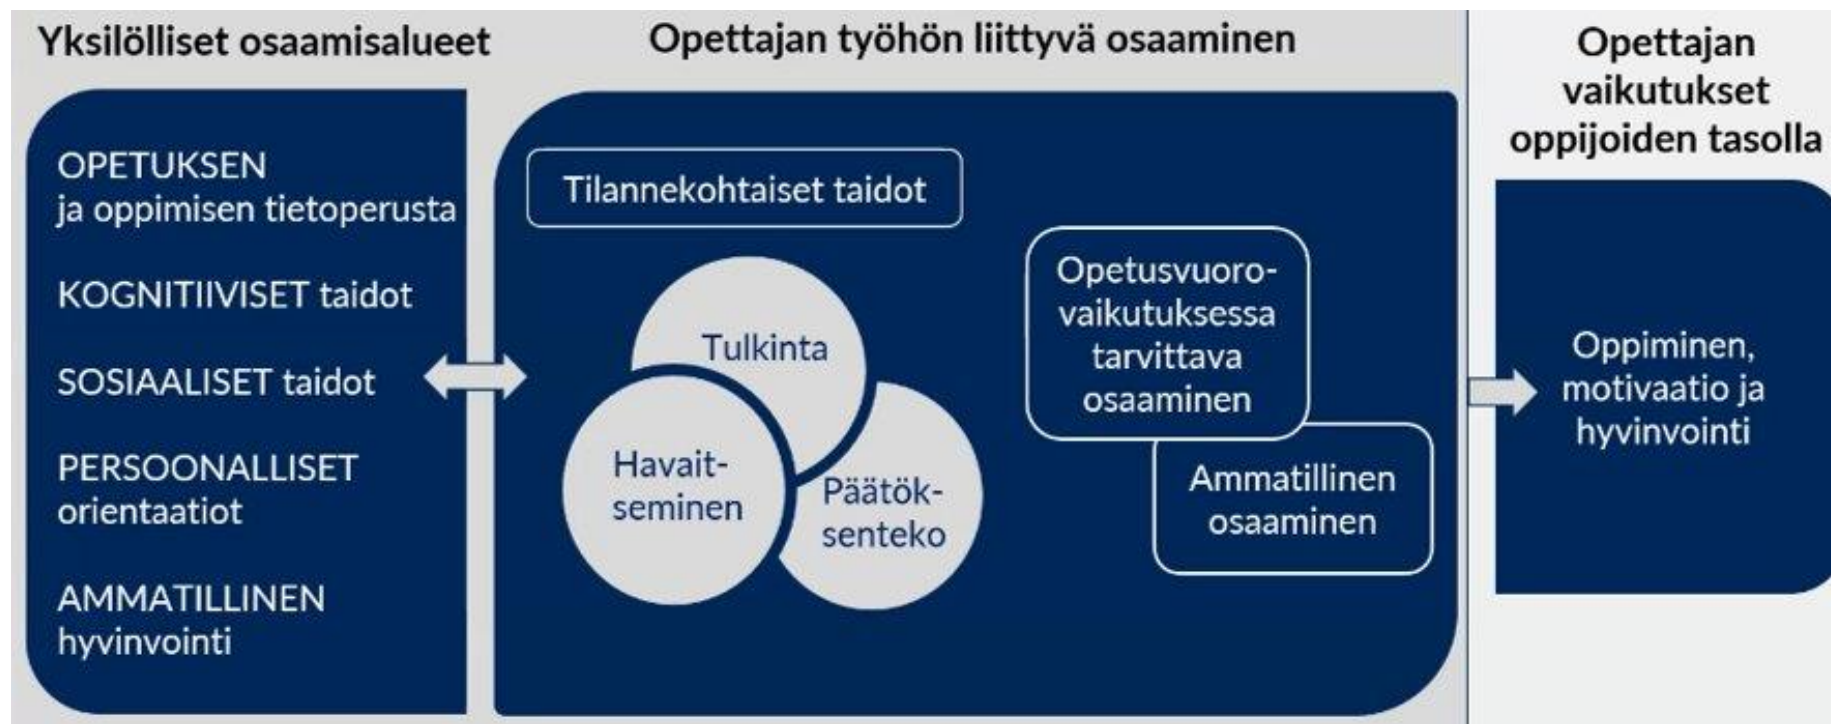 Yksilölliset osaamisalueet
OPETUKSEN
ja oppimisen tietoperusta
KOGNITIIVISET taidot
SOSIAALISET taidot
PERSOONALLISET
orientaatiot
AMMATILLINEN
hyvinvointi
Opettajan työhön liittyvä osaaminen
Tilannekohtaiset taidot
Tulkinta
Havait-
seminen
Päätök-
senteko
Opetusvuoro-
vaikutuksessa
tarvittava
osaaminen
Ammatillinen
osaaminen
Opettajan
vaikutukset
oppijoiden tasolla
Oppiminen,
motivaatio ja
hyvinvointi